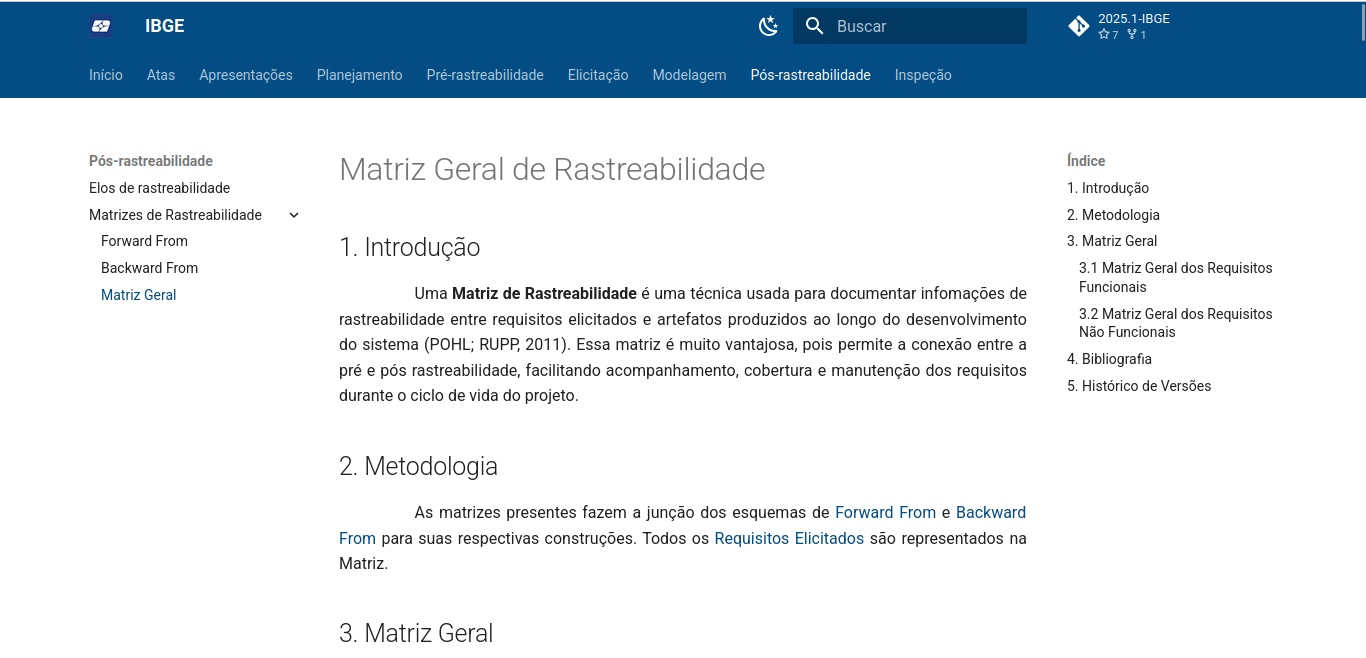 IBGE
Buscar
2025.1-IBGE
7 1
Início Atas Apresentações Planejamento Pré-rastreabilidade Elicitação Modelagem Pós-rastreabilidade Inspeção
Pós-rastreabilidade
Elos de rastreabilidade
Matrizes de Rastreabilidade
Forward From
Backward From
Matriz Geral
Matriz Geral de Rastreabilidade
1. Introdução
Uma Matriz de Rastreabilidade é uma técnica usada para documentar infomações de
rastreabilidade entre requisitos elicitados e artefatos produzidos ao longo do desenvolvimento
do sistema (POHL; RUPP, 2011). Essa matriz é muito vantajosa, pois permite a conexão entre a
pré e pós rastreabilidade, facilitando acompanhamento, cobertura e manutenção dos requisitos
durante o ciclo de vida do projeto.
2. Metodologia
As matrizes presentes fazem a junção dos esquemas de Forward From e Backward
From para suas respectivas construções. Todos os Requisitos Elicitados são representados na
Matriz.
3. Matriz Geral
Índice
1. Introdução
2. Metodologia
3. Matriz Geral
3.1 Matriz Geral dos Requisitos
Funcionais
3.2 Matriz Geral dos Requisitos
Não Funcionais
4. Bibliografia
5. Histórico de Versões